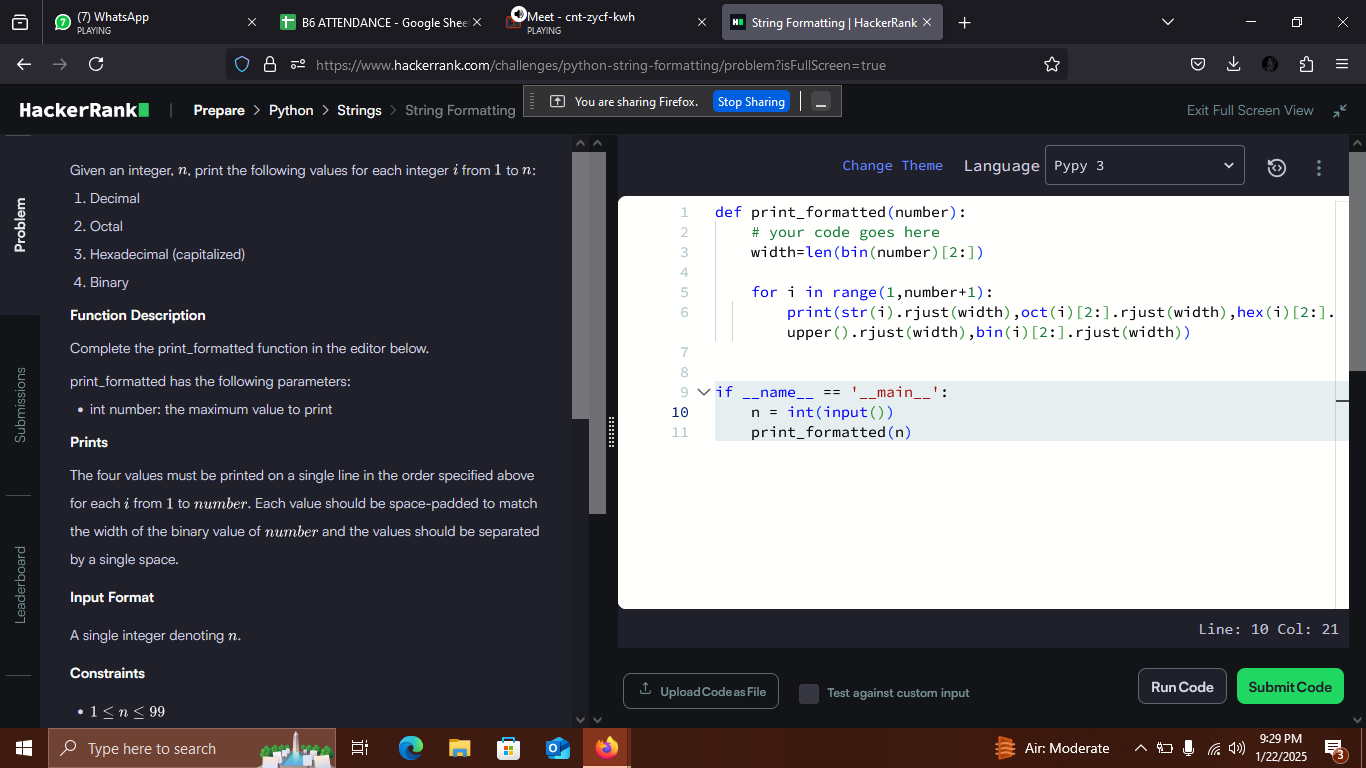 (7) WhatsApp
PLAYING
B6 ATTENDANCE - Google Shee
Meet - cnt-zycf-kwh
PLAYING
String Formatting | HackerRank
https://www.hackerrank.com/challenges/python-string-formatting/problem?isFullScreen=true
HackerRank
Prepare > Python > Strings > String Formatting
You are sharing Firefox.
Stop Sharing
Exit Full Screen View
Problem
Submissions
Leaderboard
Given an integer, n, print the following values for each integer i from 1 to n:
1. Decimal
2. Octal
3. Hexadecimal (capitalized)
4. Binary
Function Description
Complete the print_formatted function in the editor below.
print_formatted has the following parameters:
• int number: the maximum value to print
Prints
The four values must be printed on a single line in the order specified above
for each i from 1 to number. Each value should be space-padded to match
the width of the binary value of number and the values should be separated
by a single space.
Input Format
A single integer denoting n.
Constraints
• 1 ≤ n ≤ 99
Change Theme
Language
Pypy 3
1 def print_formatted(number):
2 # your code goes here
3 width=len(bin(number)[2:])
4
5 for i in range(1,number+1):
6 print(str(i).rjust(width),oct(i)[2:].rjust(width),hex(i)[2:].
upper().rjust(width),bin(i)[2:].rjust(width))
7
8
9 if __name__ == '__main__':
10 n = int(input())
11 print_formatted(n)
Line: 10 Col: 21
Upload Code as File
Test against custom input
Run Code
Submit Code
Type here to search
Air: Moderate
9:29 PM
1/22/2025
3